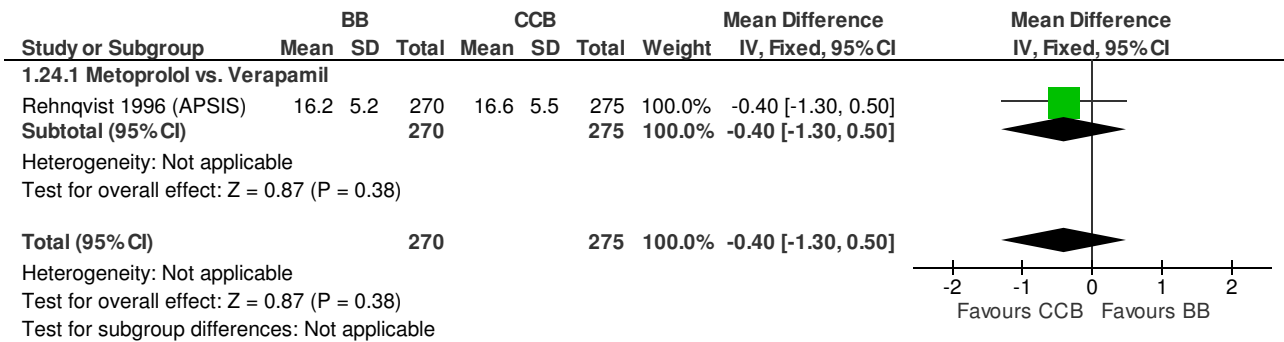 BB CCB Mean Difference Mean Difference
Study or Subgroup Mean SD Total Mean SD Total Weight IV, Fixed, 95% CI IV, Fixed, 95% CI
1.24.1 Metoprolol vs. Verapamil
Rehnqvist 1996 (APSIS) 16.2 5.2 270 16.6 5.5 275 100.0% -0.40 [-1.30, 0.50]
Subtotal (95% CI) 270 275 100.0% -0.40 [-1.30, 0.50]
Heterogeneity: Not applicable
Test for overall effect: Z = 0.87 (P = 0.38)
Total (95% CI) 270 275 100.0% -0.40 [-1.30, 0.50]
Heterogeneity: Not applicable
Test for overall effect: Z = 0.87 (P = 0.38)
Test for subgroup differences: Not applicable
-2 -1 0 1 2
Favours CCB Favours BB